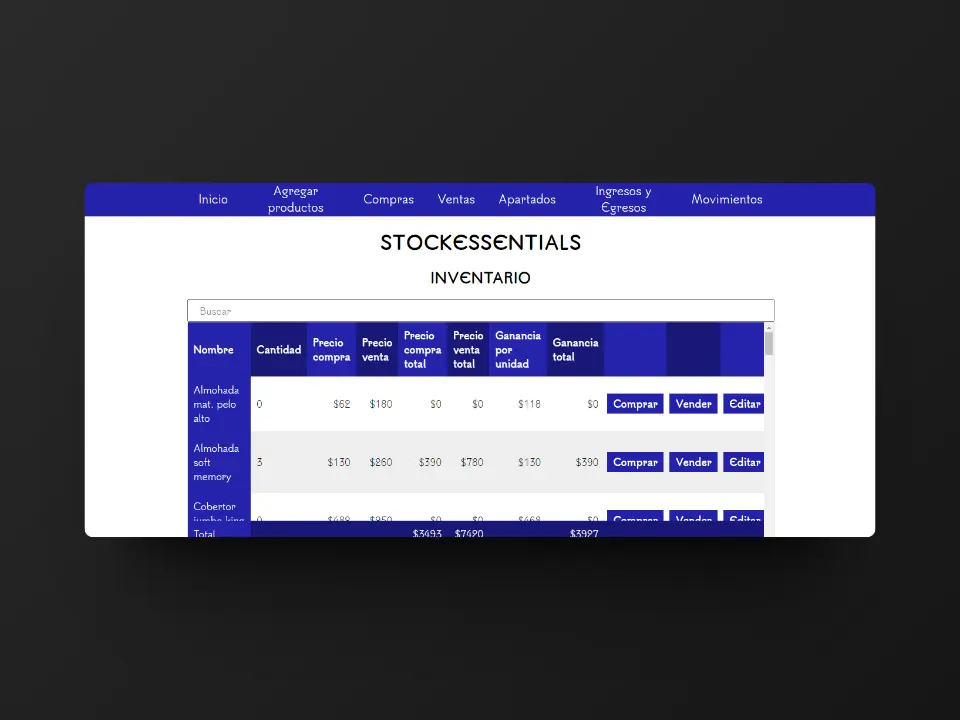 Inicio
Agregar
productos
Compras
Ventas
Apartados
Ingresos y
Egresos
Movimientos
STOCKESSENTIALS
INVENTARIO
Buscar
Nombre
Cantidad
Precio
compra
Precio
venta
Precio
compra
total
Precio
venta
total
Ganancia
por
unidad
Ganancia
total
Almohada
mat. pelo
alto
0 $62 $180 $0 $0 $118 $0 Comprar Vender Editar
Almohada
soft
memory
3 $130 $260 $390 $780 $130 $390 Comprar Vender Editar
Cobertor
jumbo king
0 $0 $0 $0 Comprar Vender Editar
Total $3493 $7420 $3927